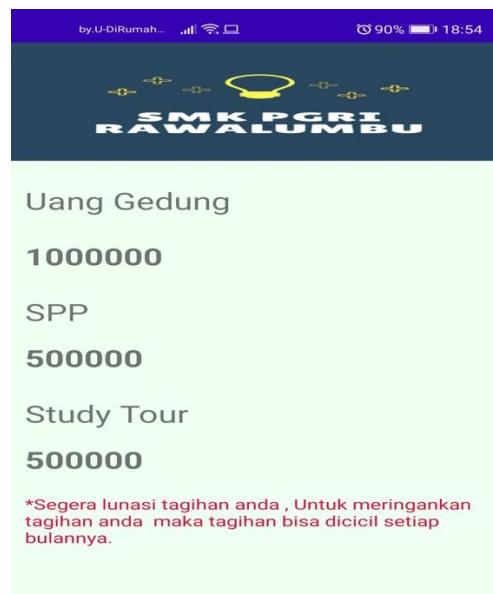 by.U-DiRumah... 90% 18:54
SMK PGRI
RAWALUMBU
Uang Gedung
1000000
SPP
500000
Study Tour
500000
*Segera lunasi tagihan anda , Untuk meringankan
tagihan anda maka tagihan bisa dicicil setiap
bulannya.